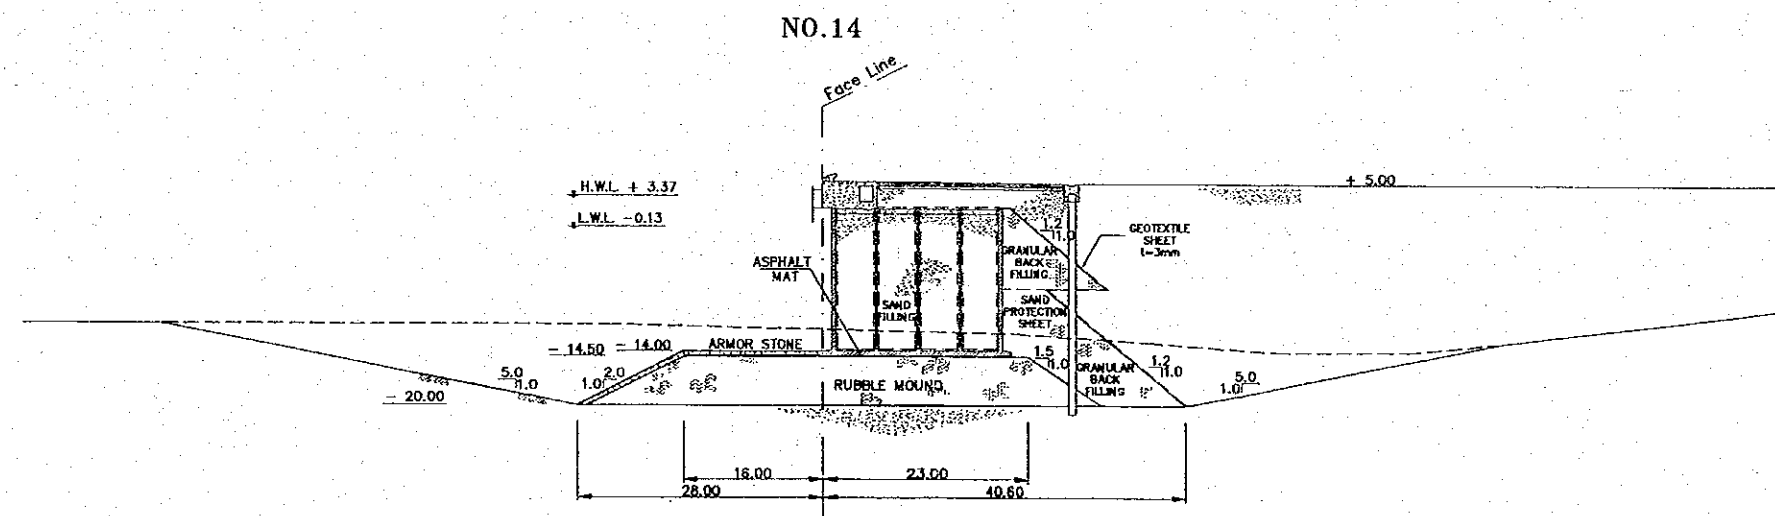 NO.14
Face Line
H.W.L. + 3.37
+ 5.00
L.W.L. -0.13
1.2
1.0
GEOTEXTILE
SHEET
t=3mm
ASPHALT
MAT
GRANULAR
BACK
FILLING
SAND
FILLING
SAND
PROTECTION
SHEET
- 14.50
- 14.00
ARMOR STONE
1.5
1.0
1.2
1.0
5.0
1.0
2.0
1.0
RUBBLE MOUND
GRANULAR
BACK
FILLING
5.0
1.0
- 20.00
16.00
23.00
28.00
40.60